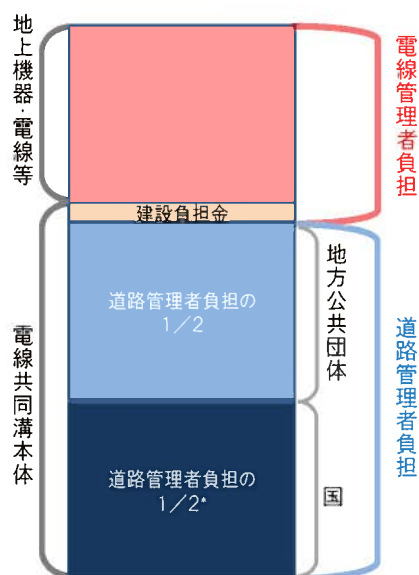 地上機器・電線等
電線共同溝本体
建設負担金
道路管理者負担の
1／2
道路管理者負担の
1／2*
地方公共団体
国
電線管理者負担
道路管理者負担